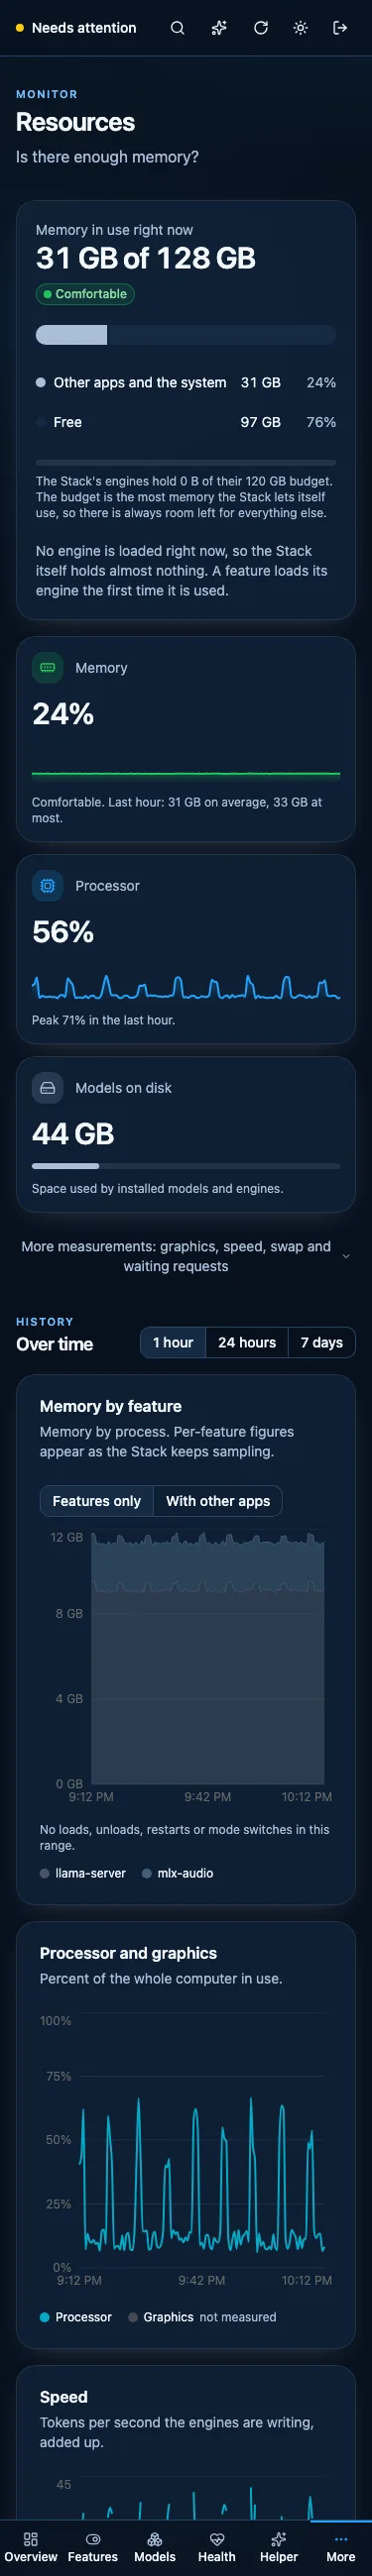 Needs attention
MONITOR
Resources
Is there enough memory?
Memory in use right now
31 GB of 128 GB
Comfortable
Other apps and the system 31 GB 24%
Free 97 GB 76%
The Stack's engines hold 0 B of their 120 GB budget.
The budget is the most memory the Stack lets itself
use, so there is always room left for everything else.
No engine is loaded right now, so the Stack
itself holds almost nothing. A feature loads its
engine the first time it is used.
Memory
24%
Comfortable. Last hour: 31 GB on average, 33 GB at
most.
Processor
56%
Peak 71% in the last hour.
Models on disk
44 GB
Space used by installed models and engines.
More measurements: graphics, speed, swap and
waiting requests
HISTORY
Over time
1 hour 24 hours 7 days
Memory by feature
Memory by process. Per-feature figures
appear as the Stack keeps sampling.
Features only With other apps
12 GB
8 GB
4 GB
0 GB
9:12 PM 9:42 PM 10:12 PM
No loads, unloads, restarts or mode switches in this
range.
llama-server mlx-audio
Processor and graphics
Percent of the whole computer in use.
100%
75%
50%
25%
0%
9:12 PM 9:42 PM 10:12 PM
Processor Graphics not measured
Speed
Tokens per second the engines are writing,
added up.
45
Overview Features Models Health Helper More